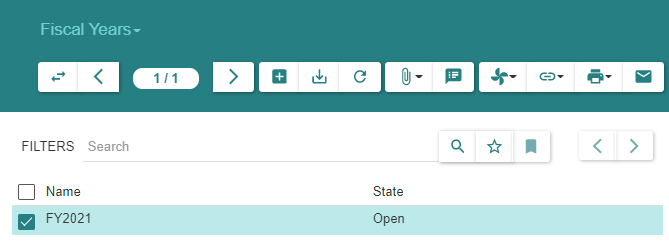 Fiscal Years
1 / 1
FILTERS Search
Name State
FY2021 Open